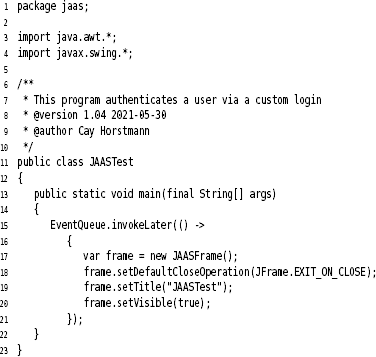 1 package jaas;
2
3 import java.awt.*;
4 import javax.swing.*;
5
6 /**
7  * This program authenticates a user via a custom login
8  * @version 1.04 2021-05-30
9  * @author Cay Horstmann
10  */
11 public class JAASTest
12 {
13    public static void main(final String[] args)
14    {
15       EventQueue.invokeLater(() ->
16          {
17             var frame = new JAASFrame();
18             frame.setDefaultCloseOperation(JFrame.EXIT_ON_CLOSE);
19             frame.setTitle("JAASTest");
20             frame.setVisible(true);
21          });
22    }
23 }